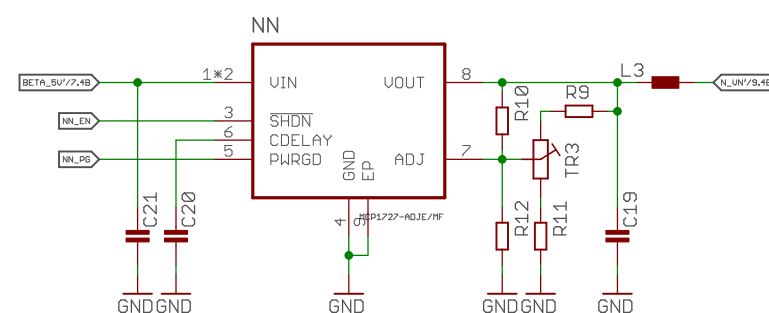 NN
BETA_5V'/7.4B
1*2
VIN
VOUT
8
L3
N_VN'/9.4B
NN_EN
3
SHDN
R10
R9
6
CDELAY
NN_PG
5
PWRGD
GND
EP
ADJ
7
TR3
4
9
MCP1727-ADJE/MF
C21
C20
R12
R11
C19
GND
GND
GND
GND
GND
GND